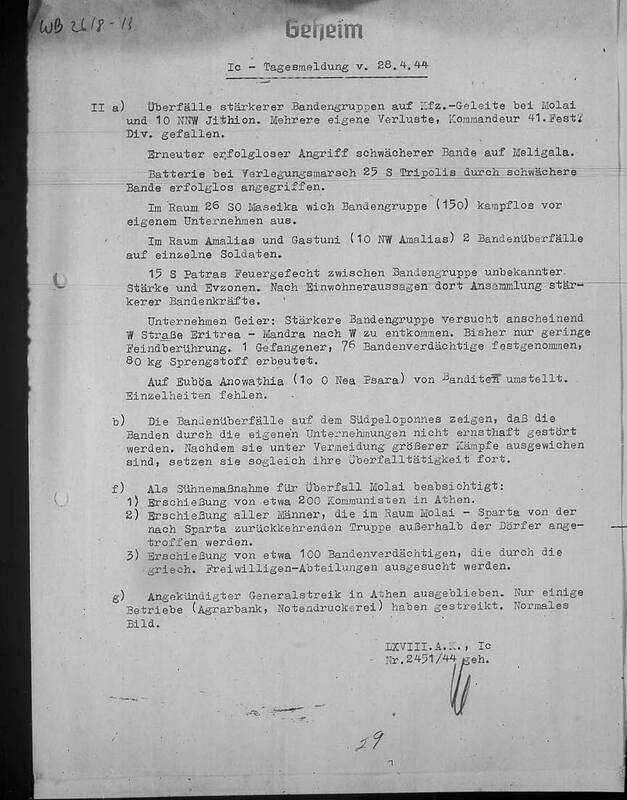 WB 2618-13
Geheim
Ic - Tagesmeldung v. 28.4.44
II a) Überfälle stärkerer Bandengruppen auf Kfz.-Geleite bei Molai
und 10 NNW Jithion. Mehrere eigene Verluste, Kommandeur 41.Fest.
Div. gefallen.
Erneuter erfolgloser Angriff schwächerer Bande auf Meligala.
Batterie bei Verlegungsmarsch 25 S Tripolis durch schwächere
Bande erfolglos angegriffen.
Im Raum 26 SO Maseika wich Bandengruppe (15o) kampflos vor
eigenem Unternehmen aus.
Im Raum Amalias und Gastuni (10 NW Amalias) 2 Bandenüberfälle
auf einzelne Soldaten.
15 S Patras Feuergefecht zwischen Bandengruppe unbekannter
Stärke und Evzonen. Nach Einwohneraussagen dort Ansammlung stär-
kerer Bandenkräfte.
Unternehmen Geier: Stärkere Bandengruppe versucht anscheinend
W Straße Eritrea - Mandra nach W zu entkommen. Bisher nur geringe
Feindberührung. 1 Gefangener, 76 Bandenverdächtige festgenommen,
80 kg Sprengstoff erbeutet.
Auf Euböa Anowathia (1o O Nea Psara) von Banditen umstellt.
Einzelheiten fehlen.
b) Die Bandenüberfälle auf dem Südpeloponnes zeigen, daß die
Banden durch die eigenen Unternehmungen nicht ernsthaft gestört
werden. Nachdem sie unter Vermeidung größerer Kämpfe ausgewichen
sind, setzen sie sogleich ihre Überfalltätigkeit fort.
f) Als Sühnemaßnahme für Überfall Molai beabsichtigt:
1) Erschießung von etwa 200 Kommunisten in Athen.
2) Erschießung aller Männer, die im Raum Molai - Sparta von der
nach Sparta zurückkehrenden Truppe außerhalb der Dörfer ange-
troffen werden.
3) Erschießung von etwa 100 Bandenverdächtigen, die durch die
griech. Freiwilligen-Abteilungen ausgesucht werden.
g) Angekündigter Generalstreik in Athen ausgeblieben. Nur einige
Betriebe (Agrarbank, Notendruckerei) haben gestreikt. Normales
Bild.
LXVIII.A.K., Ic
Nr.2451/44 geh.
29